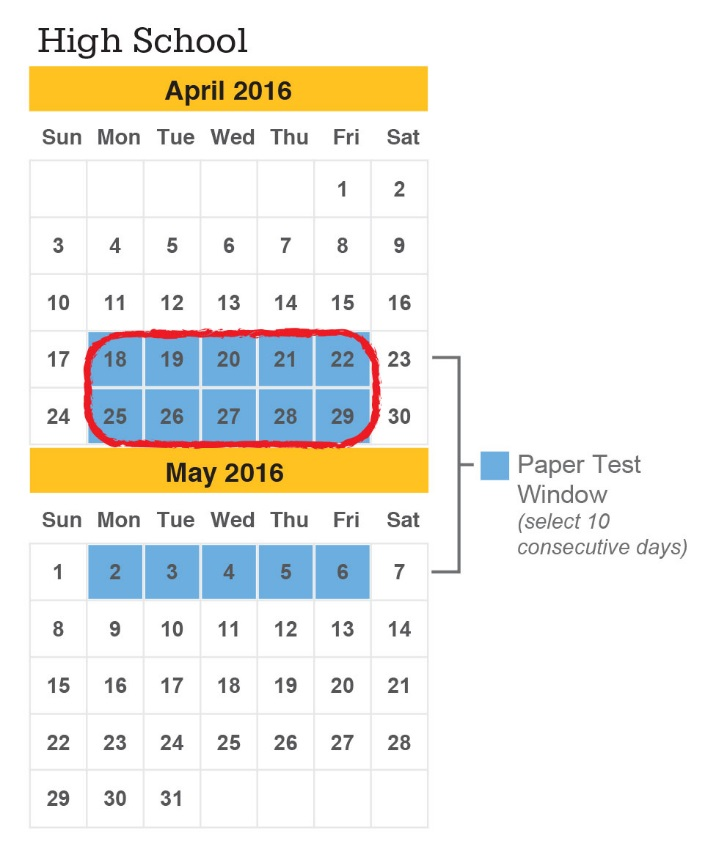 High School
April 2016
Sun Mon Tue Wed Thu Fri Sat
1 2
3 4 5 6 7 8 9
10 11 12 13 14 15 16
17 18 19 20 21 22 23
24 25 26 27 28 29 30
May 2016
Sun Mon Tue Wed Thu Fri Sat
1 2 3 4 5 6 7
8 9 10 11 12 13 14
15 16 17 18 19 20 21
22 23 24 25 26 27 28
29 30 31
Paper Test
Window
(select 10
consecutive days)